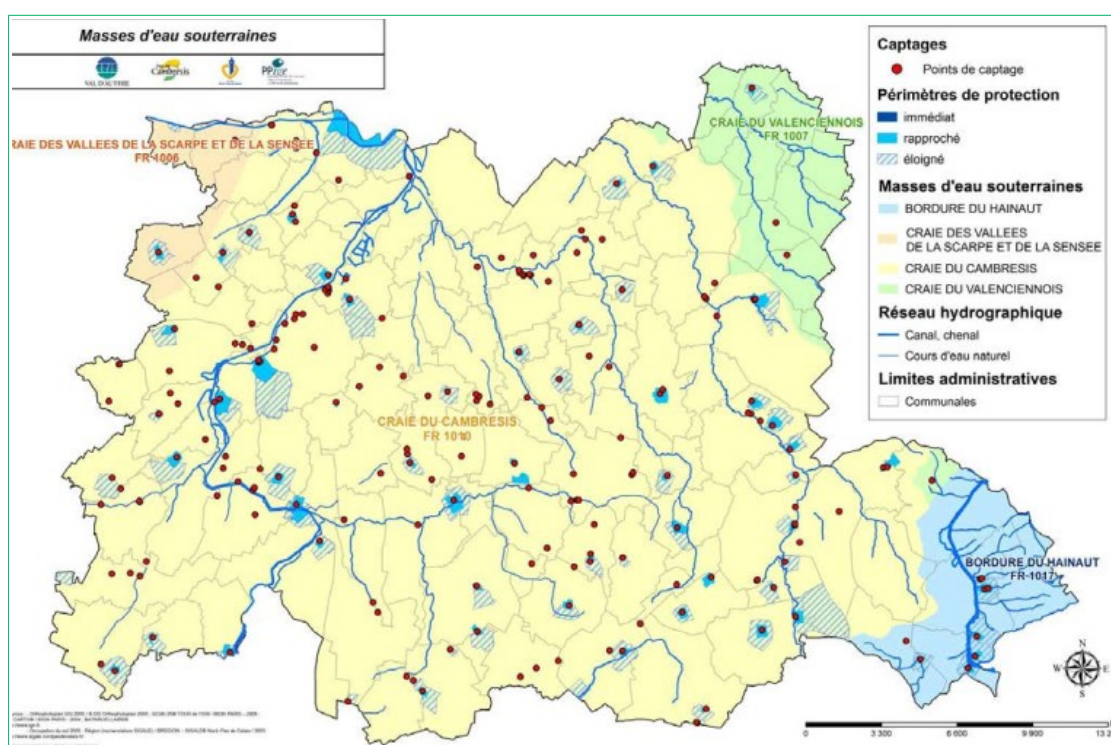 Masses d'eau souterraines
VAL D'AUTHIE
Cambrésis
CRAIE DES VALLEES DE LA SCARPE ET DE LA SENSEE
FR 1006
CRAIE DU VALENCIENNOIS
FR 1007
CRAIE DU CAMBRESIS
FR 1010
BORDURE DU HAINAUT
FR 1017
Captages
Points de captage
Périmètres de protection
immédiat
rapproché
éloigné
Masses d'eau souterraines
BORDURE DU HAINAUT
CRAIE DES VALLEES
DE LA SCARPE ET DE LA SENSEE
CRAIE DU CAMBRESIS
CRAIE DU VALENCIENNOIS
Réseau hydrographique
Canal, chenal
Cours d'eau naturel
Limites administratives
Communales
N
W
E
S
0 3 300 6 600 9 900